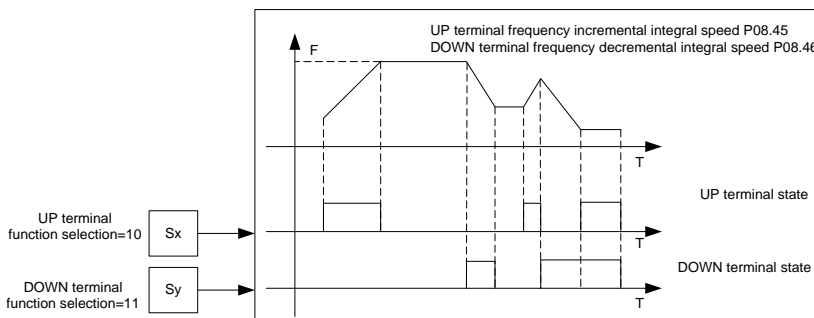 UP terminal frequency incremental integral speed P08.45
DOWN terminal frequency decremental integral speed P08.46
F
T
UP terminal state
UP terminal
function selection=10
Sx
T
DOWN terminal state
DOWN terminal
function selection=11
Sy
T